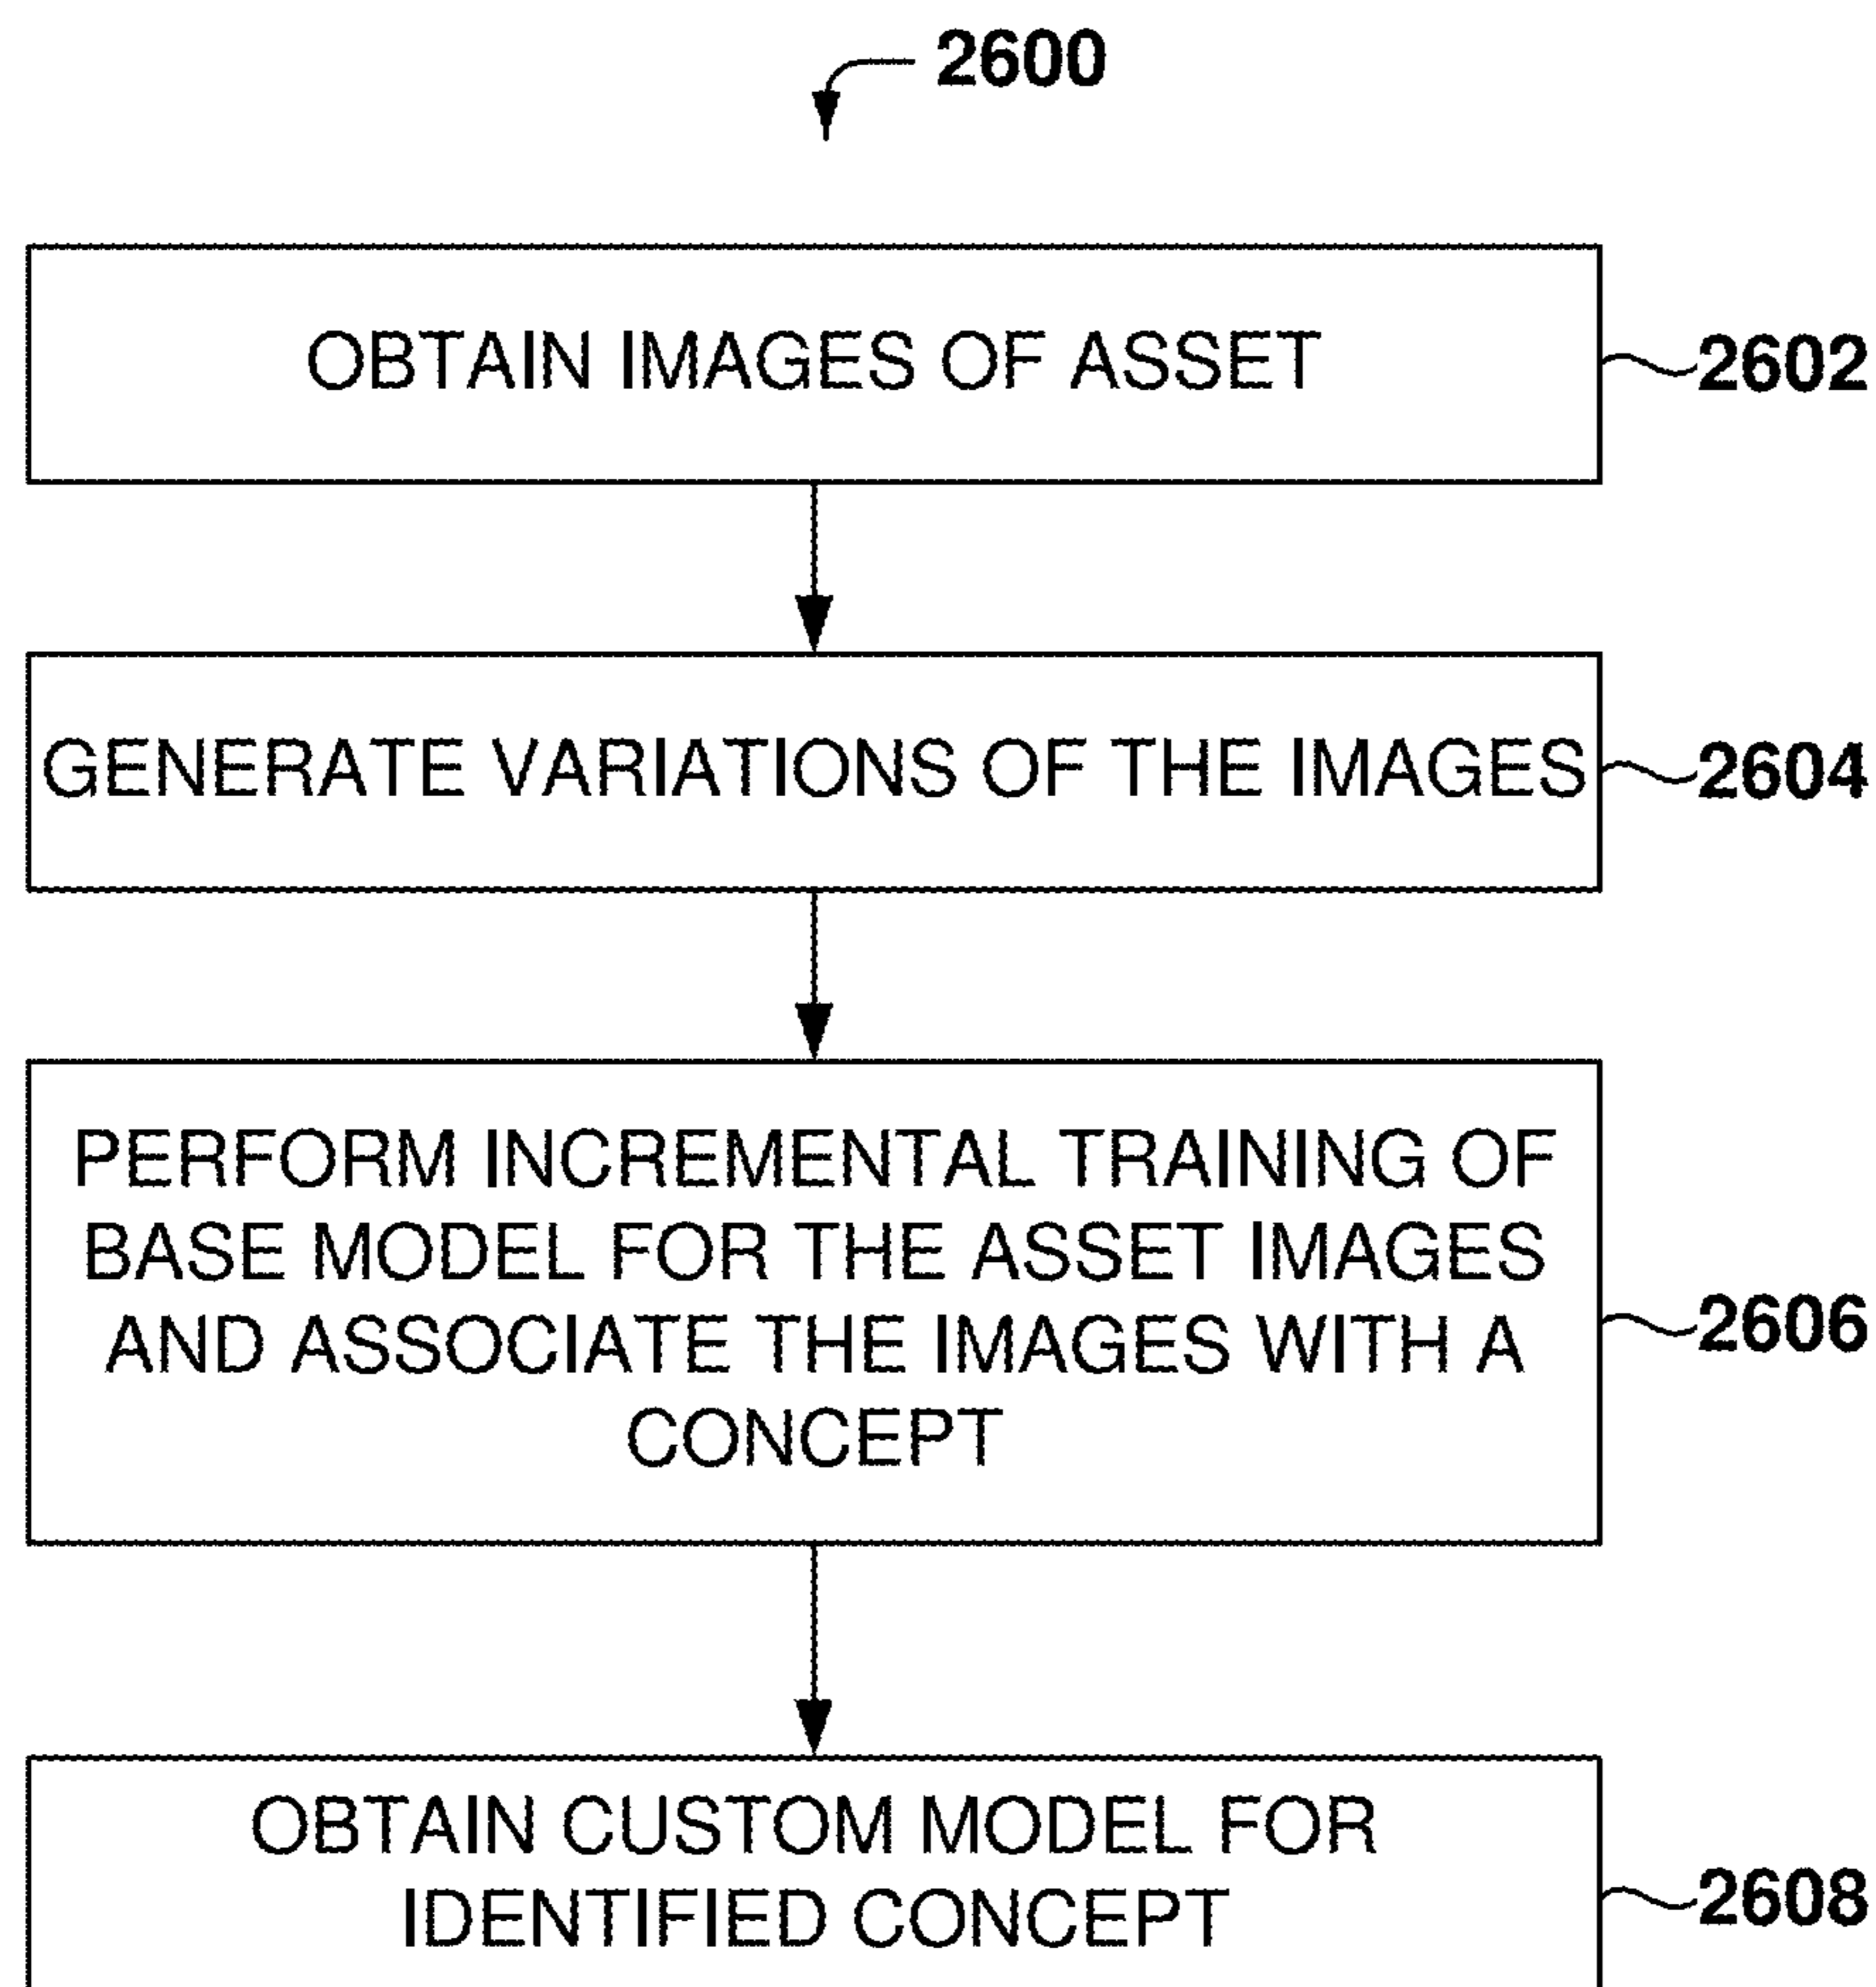 2600
OBTAIN IMAGES OF ASSET
2602
GENERATE VARIATIONS OF THE IMAGES
2604
PERFORM INCREMENTAL TRAINING OF
BASE MODEL FOR THE ASSET IMAGES
AND ASSOCIATE THE IMAGES WITH A
CONCEPT
2606
OBTAIN CUSTOM MODEL FOR
IDENTIFIED CONCEPT
2608